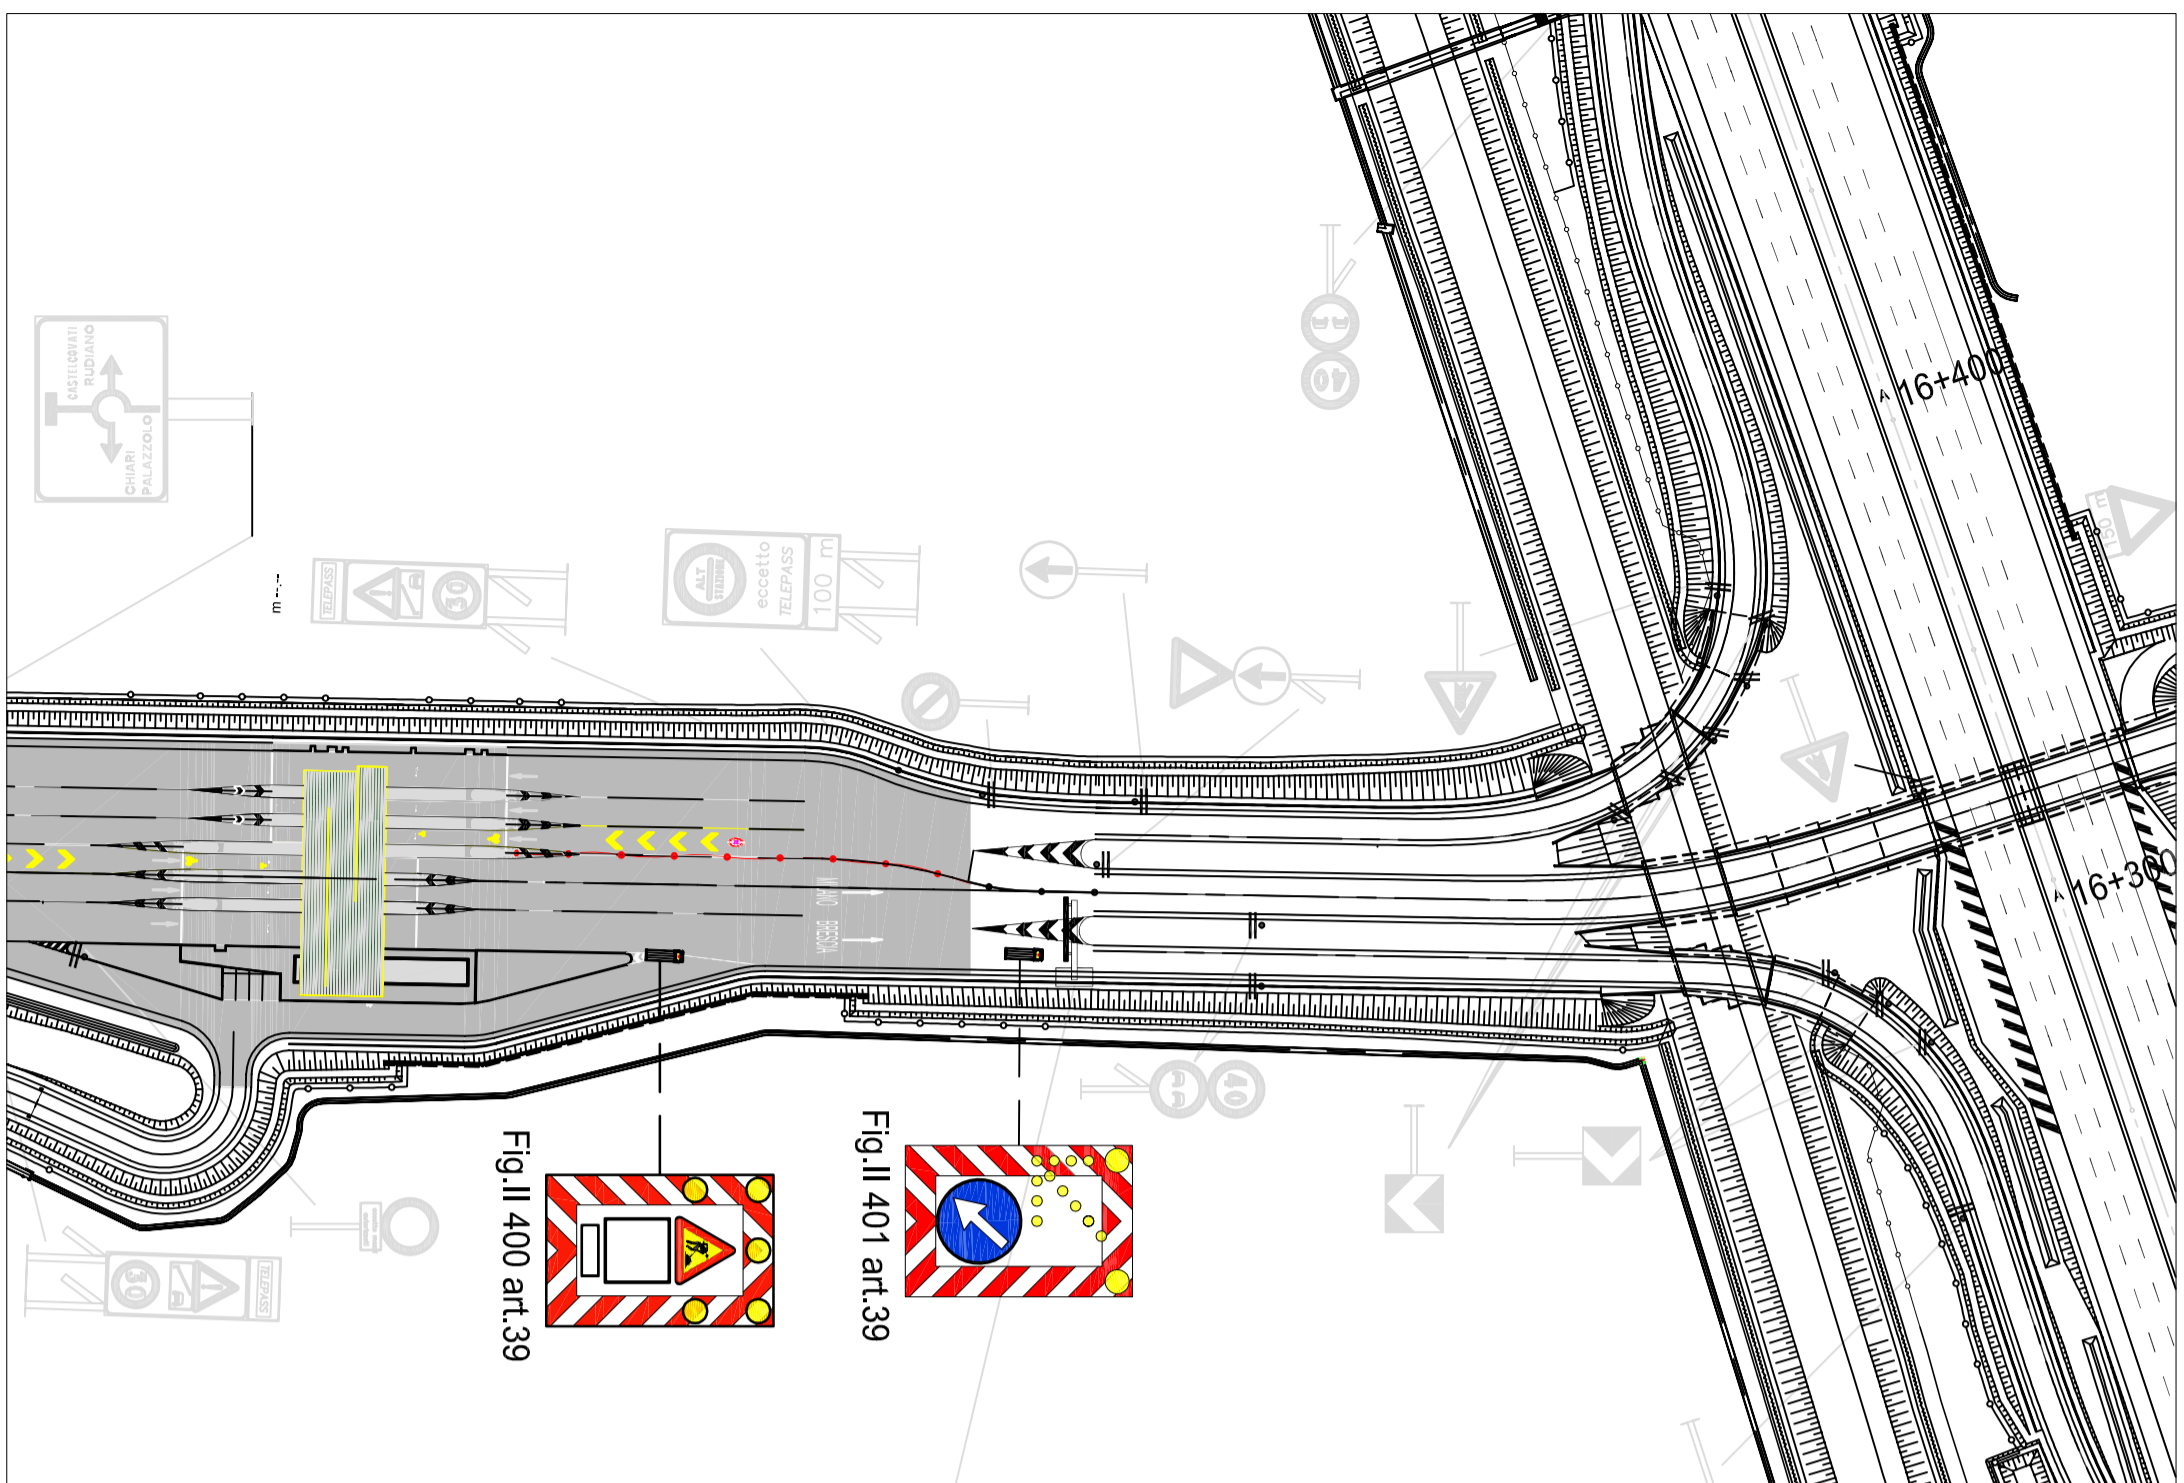 CASTELCOVATI
RUDIANO
CHIARI
PALAZZOLO
m --.--
TELEPASS
30
ALT
STAZIONE
eccetto
TELEPASS
100 m
40
A 16+400
150 m
A 16+300
MILANO
BRESCIA
40
Fig.II 401 art.39
Fig.II 400 art.39
30
TELEPASS